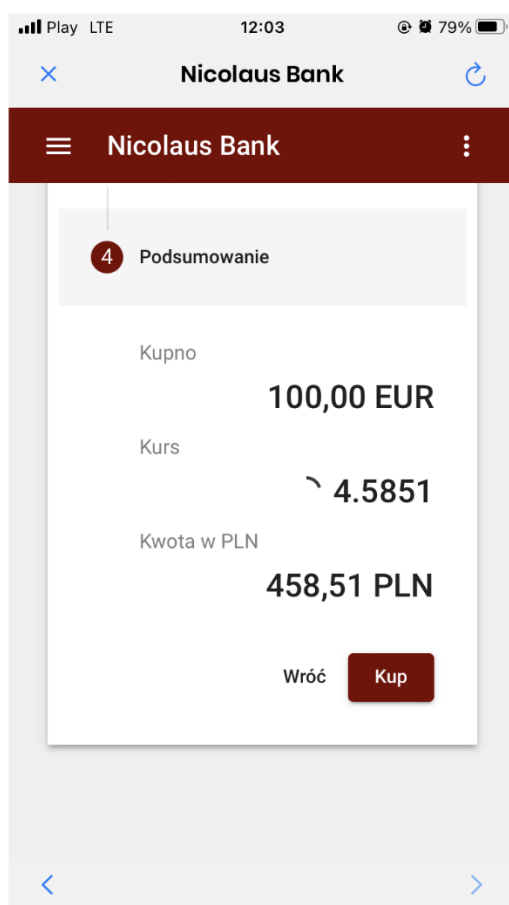 Play LTE 12:03 79%
Nicolaus Bank
Nicolaus Bank
4 Podsumowanie
Kupno
100,00 EUR
Kurs
4.5851
Kwota w PLN
458,51 PLN
Wróć Kup